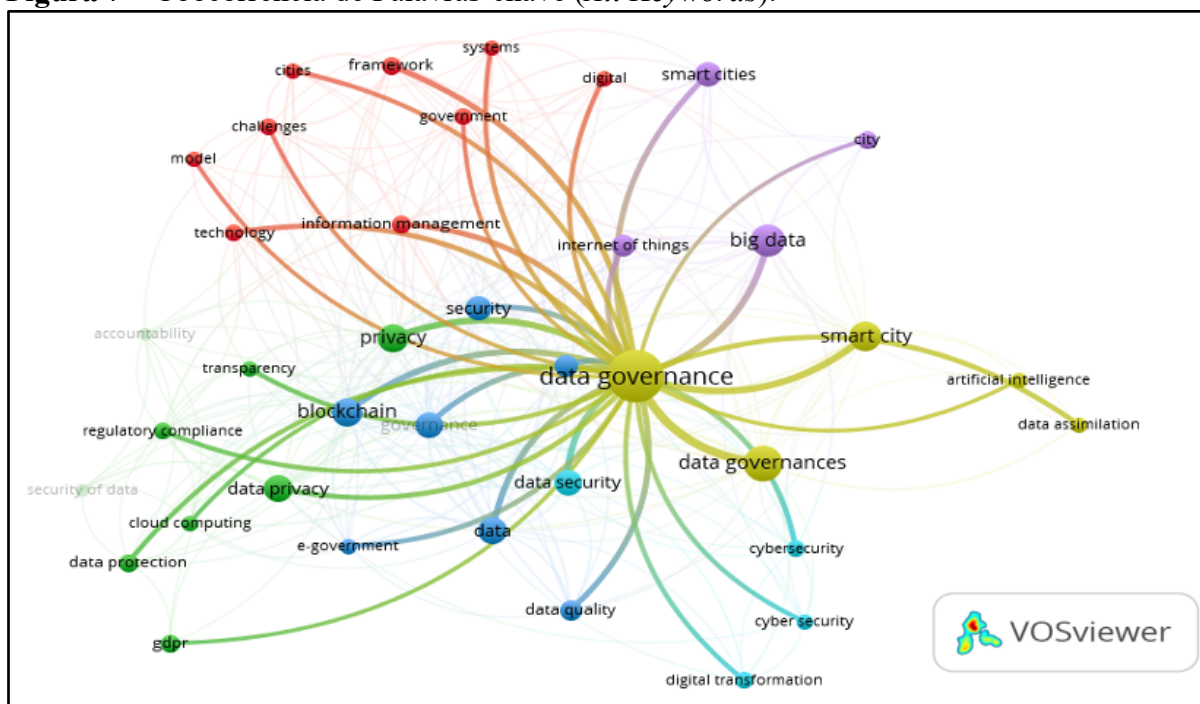 systems
cities
framework
digital
smart cities
challenges
government
city
model
technology
information management
internet of things
big data
security
accountability
privacy
smart city
transparency
data governance
artificial intelligence
blockchain
governance
data assimilation
regulatory compliance
data governances
security of data
data privacy
data security
cloud computing
data
e-government
cybersecurity
data protection
data quality
cyber security
gdpr
VOSviewer
digital transformation